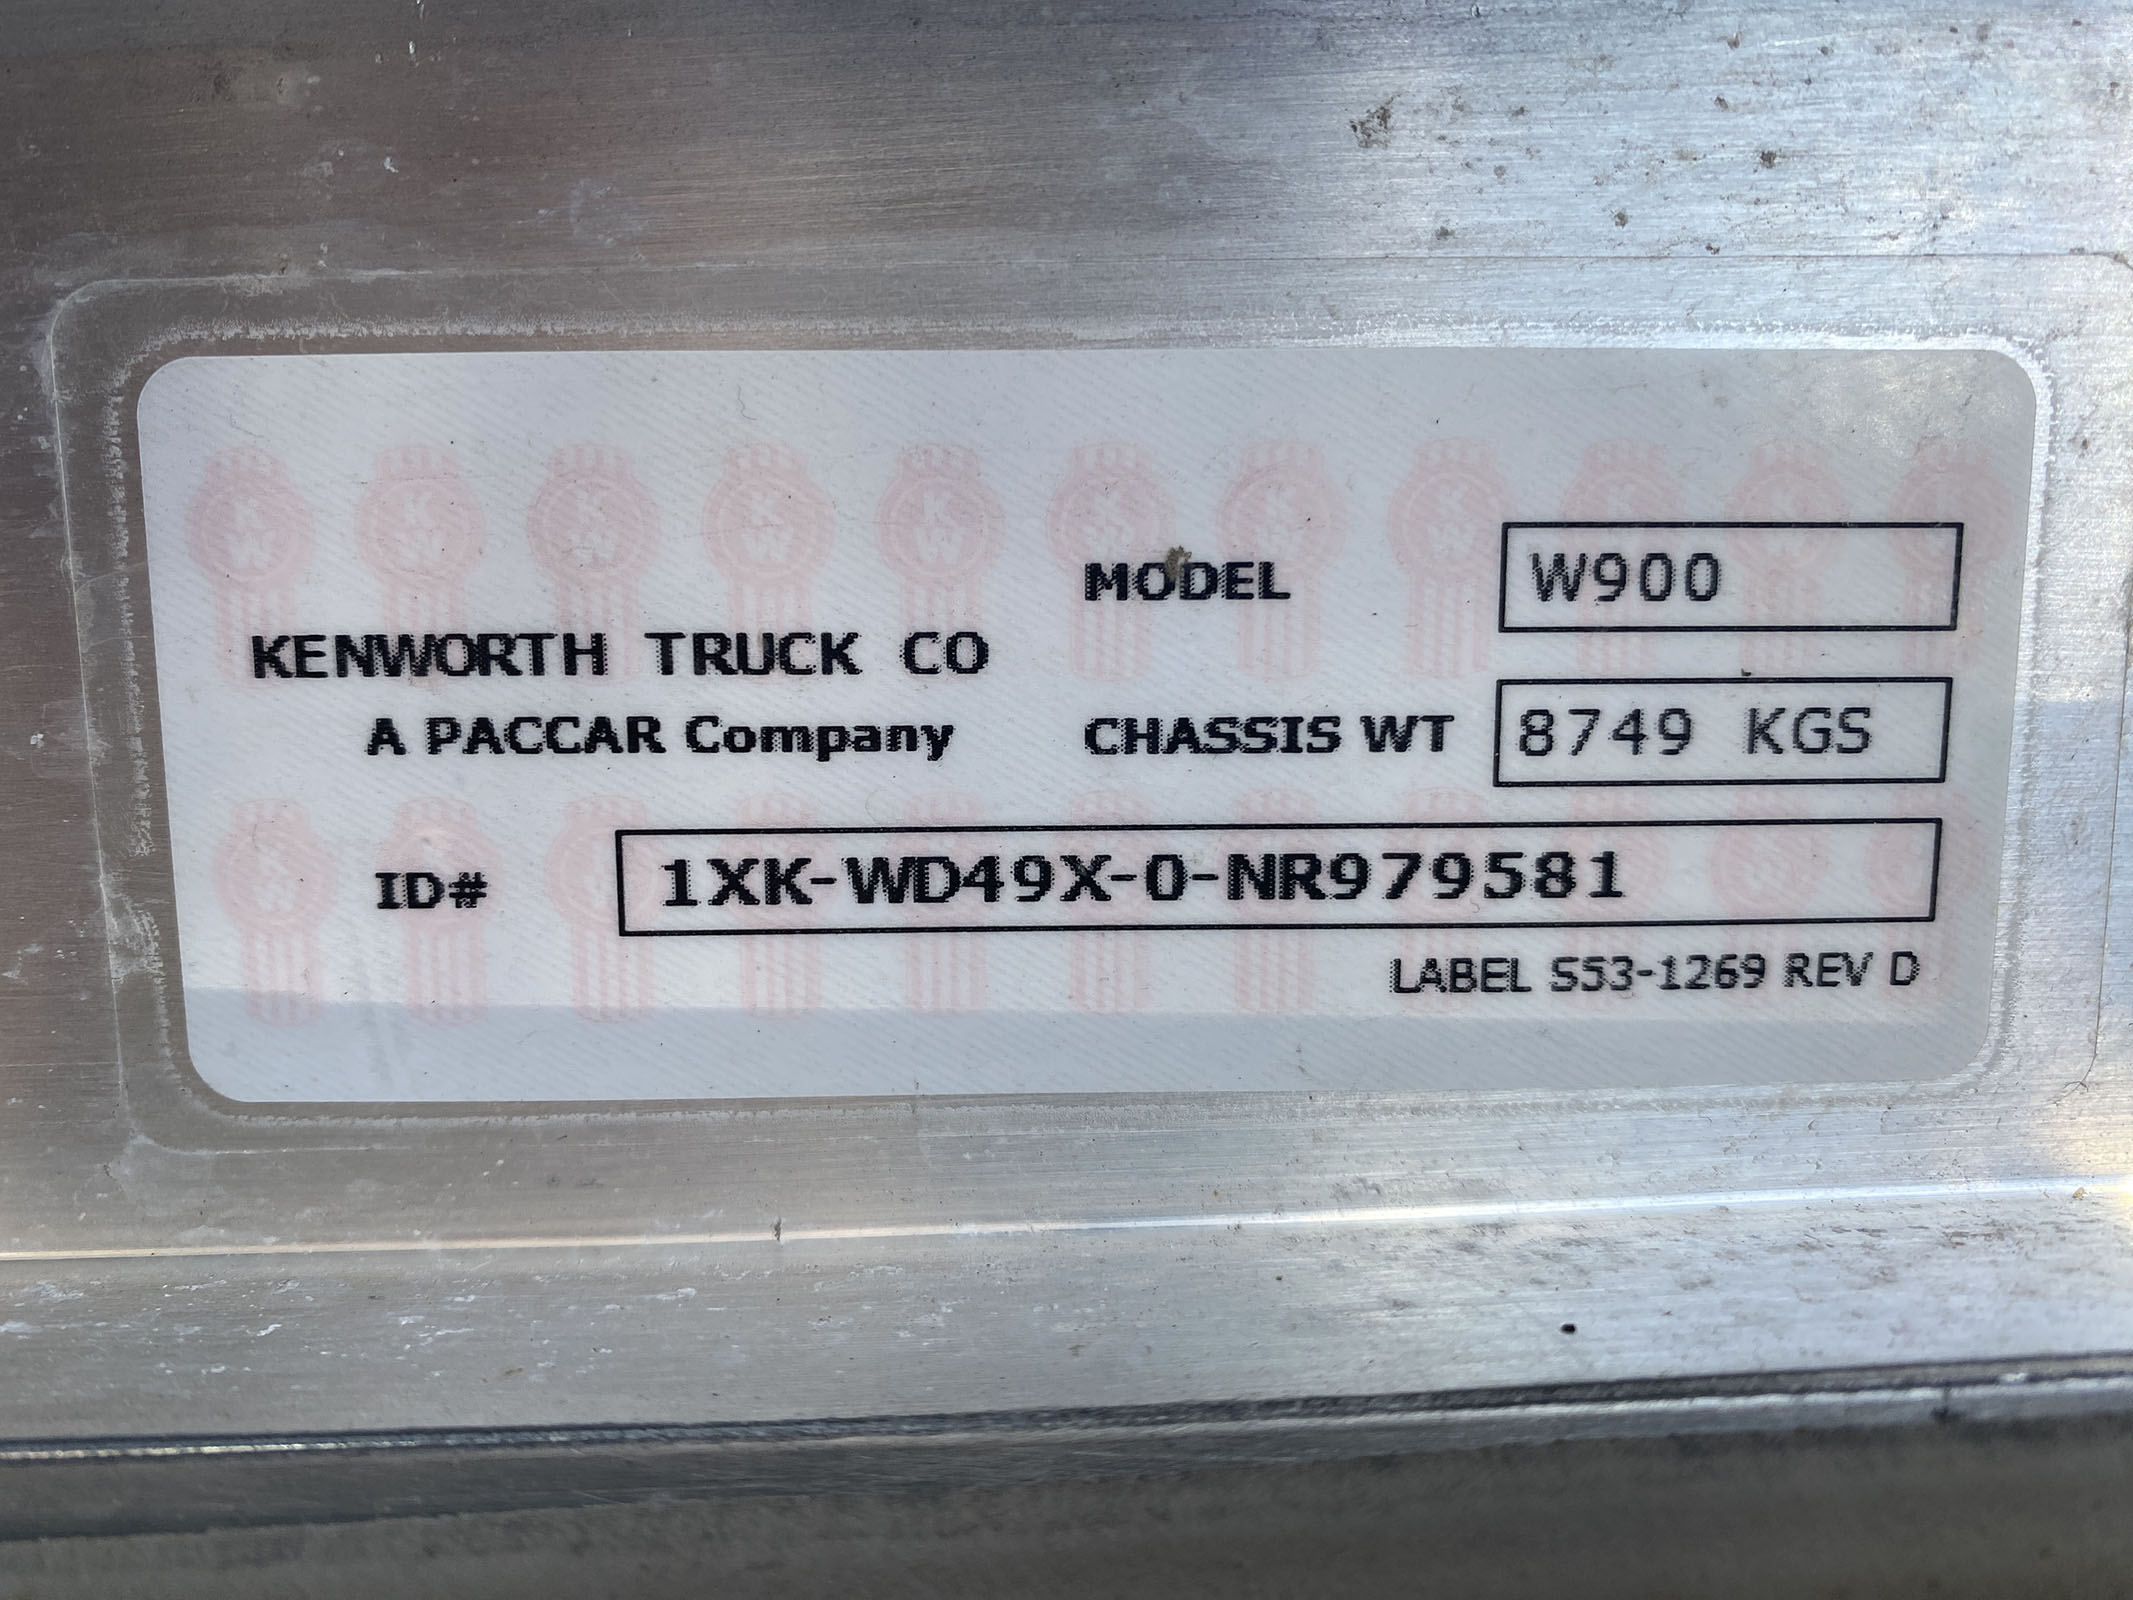 MODEL W900
KENWORTH TRUCK CO
A PACCAR Company
CHASSIS WT 8749 KGS
ID# 1XK-WD49X-0-NR979581
LABEL S53-1269 REV D